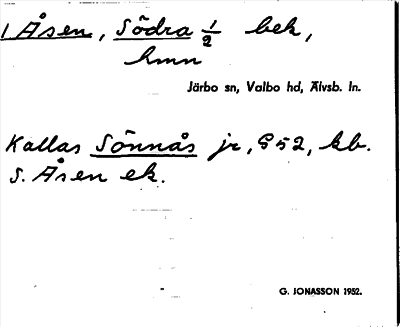 1 Åsen, Södra 1/2 bek,
hmn
Järbo sn, Valbo hd, Älvsb. ln.
Kallas Sönnås jr, § 52, kb.
S. Åsen ek.
G. JONASSON 1952.